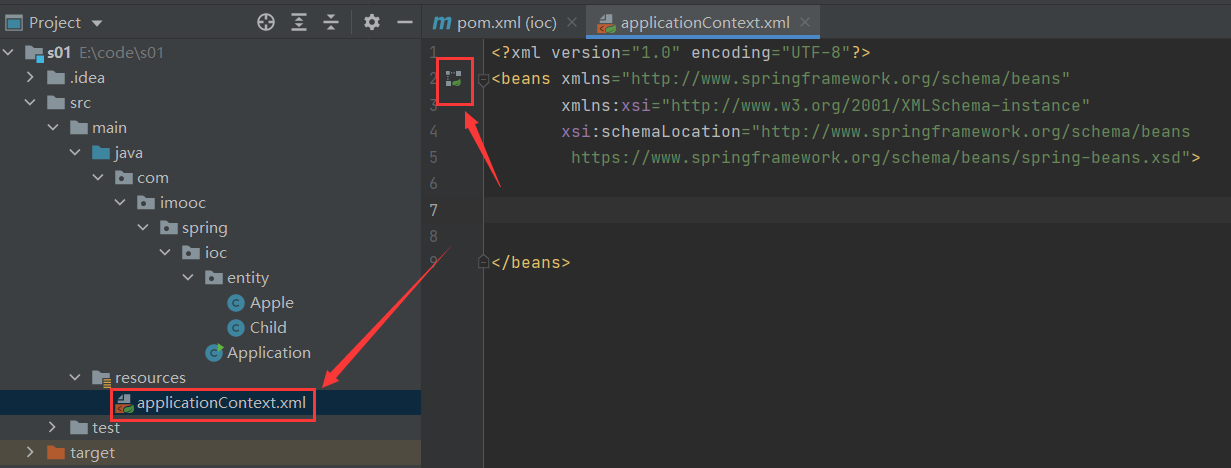 Project
s01 E:\code\s01
.idea
src
main
java
com
imooc
spring
ioc
entity
Apple
Child
Application
resources
applicationContext.xml
test
target
pom.xml (ioc)
applicationContext.xml
1 <?xml version="1.0" encoding="UTF-8"?>
2 <beans xmlns="http://www.springframework.org/schema/beans"
3 xmlns:xsi="http://www.w3.org/2001/XMLSchema-instance"
4 xsi:schemaLocation="http://www.springframework.org/schema/beans
5 https://www.springframework.org/schema/beans/spring-beans.xsd">
6
7
8
9 </beans>